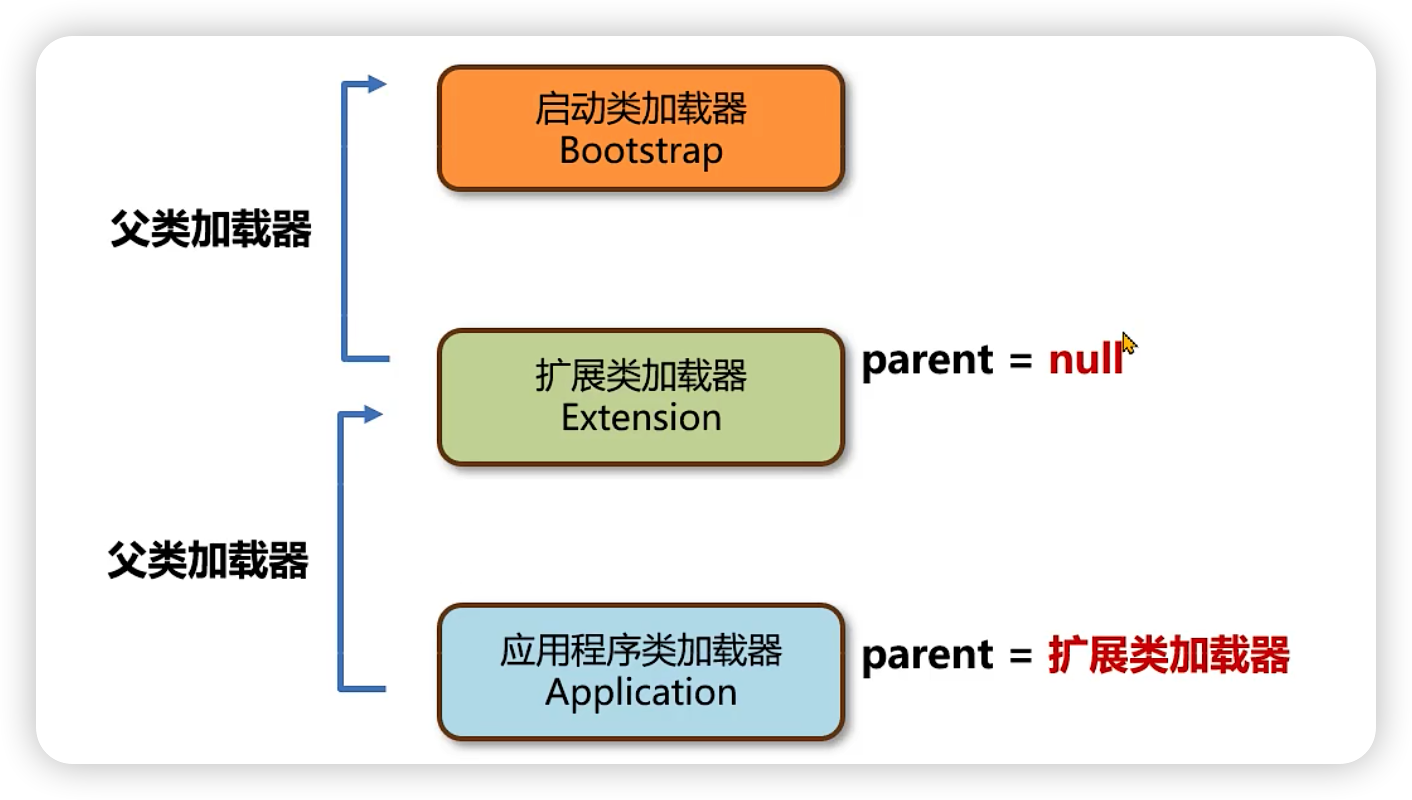 启动类加载器
Bootstrap
父类加载器
扩展类加载器
Extension
parent = null
父类加载器
应用程序类加载器
Application
parent = 扩展类加载器